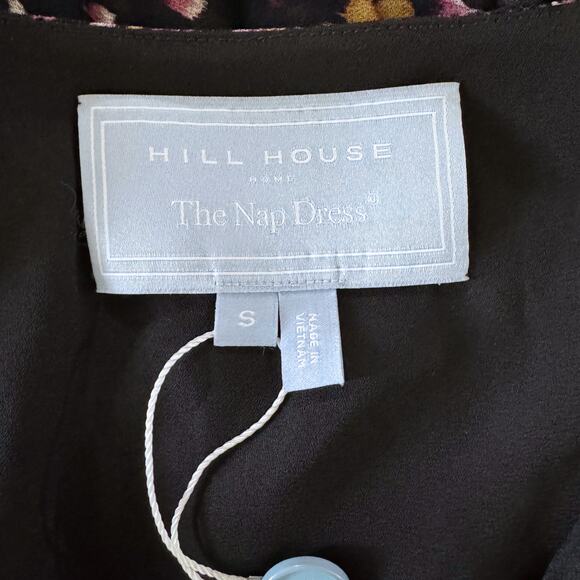 HILL HOUSE
HOME
The Nap Dress®
S
MADE IN
VIETNAM